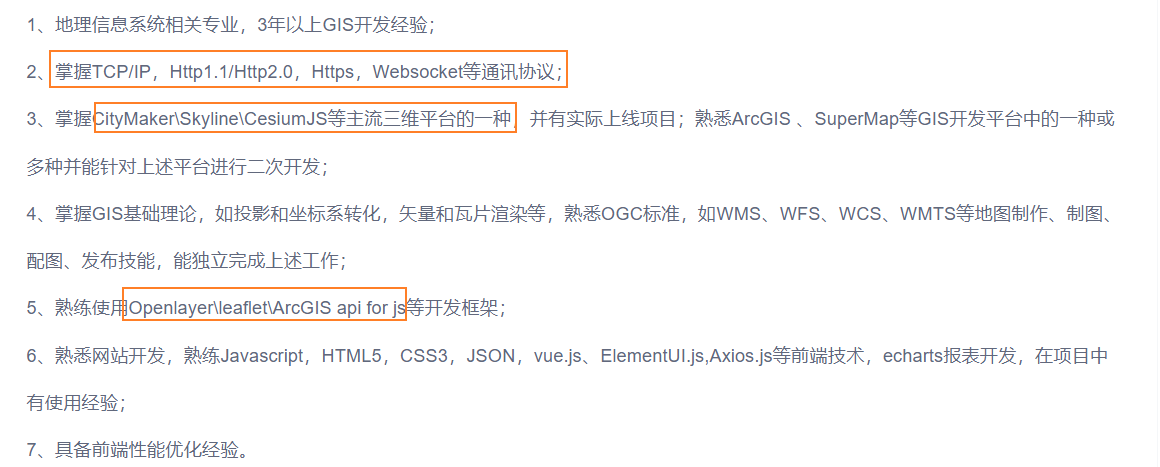 1、地理信息系统相关专业，3年以上GIS开发经验；
2、掌握TCP/IP，Http1.1/Http2.0，Https，Websocket等通讯协议；
3、掌握CityMaker\Skyline\CesiumJS等主流三维平台的一种，并有实际上线项目；熟悉ArcGIS 、SuperMap等GIS开发平台中的一种或
多种并能针对上述平台进行二次开发；
4、掌握GIS基础理论，如投影和坐标系转化，矢量和瓦片渲染等，熟悉OGC标准，如WMS、WFS、WCS、WMTS等地图制作、制图、
配图、发布技能，能独立完成上述工作；
5、熟练使用Openlayer\leaflet\ArcGIS api for js等开发框架；
6、熟悉网站开发，熟练Javascript，HTML5，CSS3，JSON，vue.js、ElementUI.js,Axios.js等前端技术，echarts报表开发，在项目中
有使用经验；
7、具备前端性能优化经验。